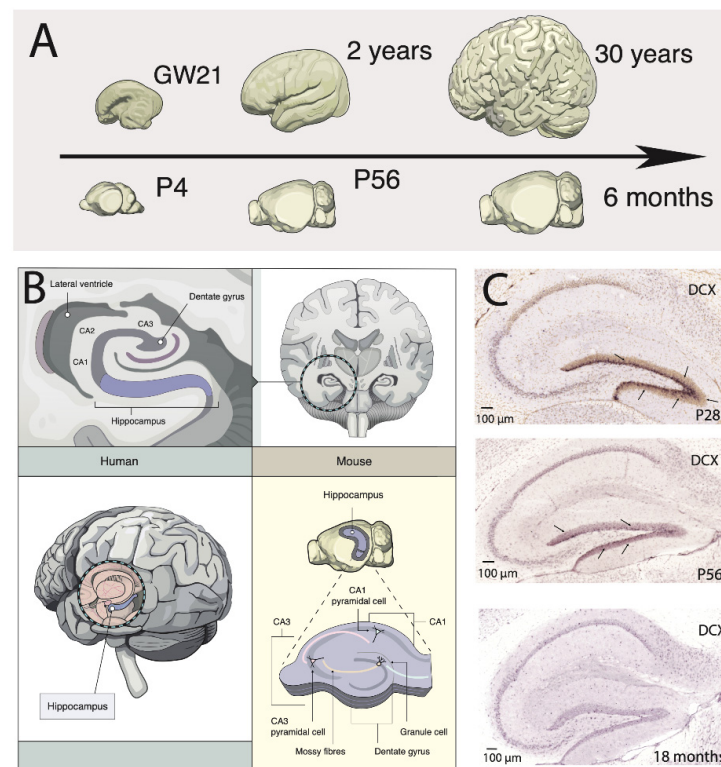 A
GW21
2 years
30 years
P4
P56
6 months
B
Lateral ventricle
Dentate gyrus
CA3
CA2
CA1
Hippocampus
Human
Mouse
Hippocampus
Hippocampus
CA1
pyramidal cell
CA3
CA1
CA3
pyramidal cell
Granule cell
Mossy fibres
Dentate gyrus
C
DCX
100 µm
P28
DCX
100 µm
P56
DCX
100 µm
18 months